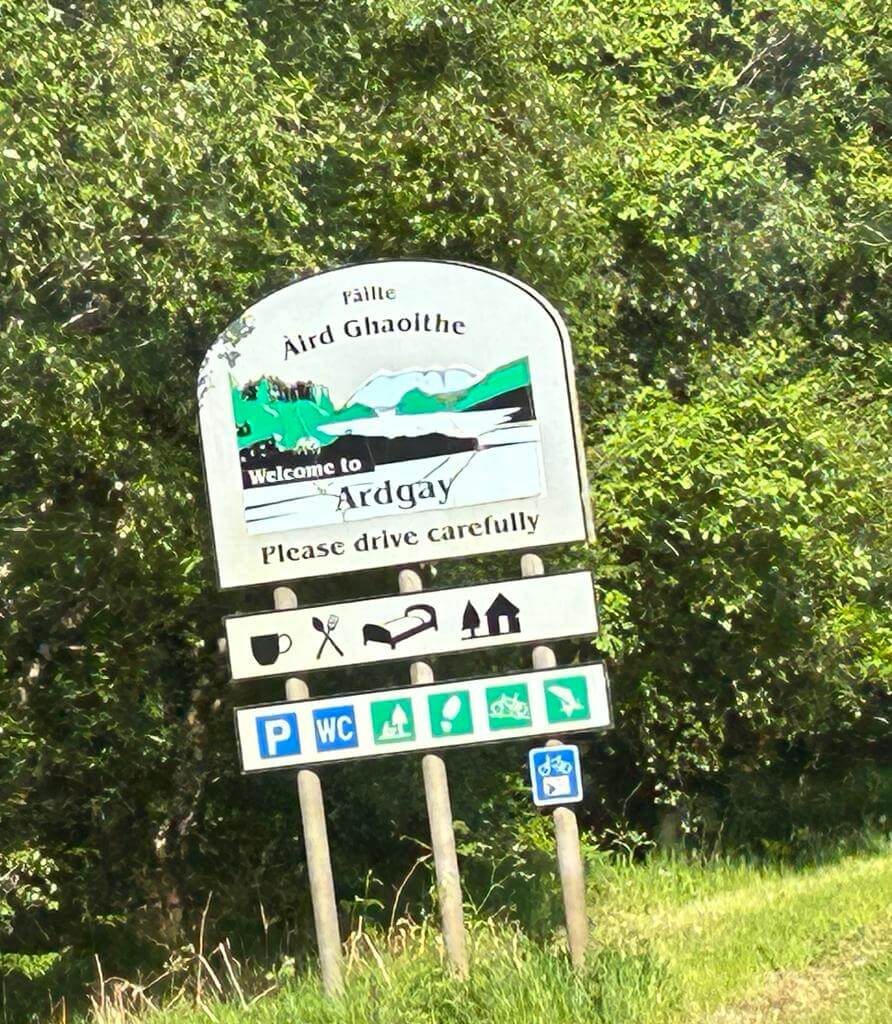 Fàilte
Àird Ghaoithe
Welcome to
Ardgay
Please drive carefully
P WC